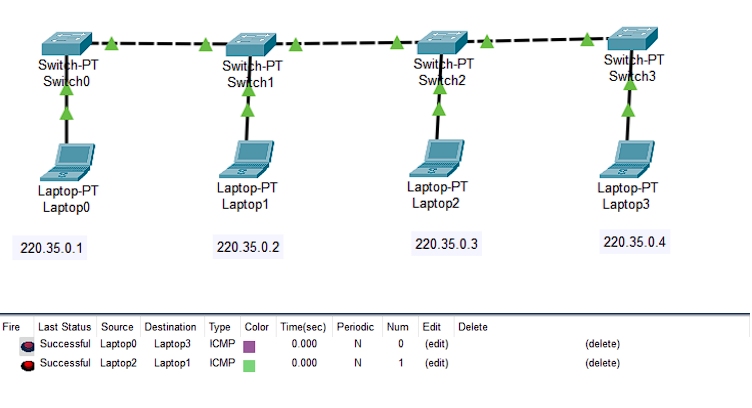 Switch-PT Switch-PT Switch-PT Switch-PT
Switch0 Switch1 Switch2 Switch3
Laptop-PT Laptop-PT Laptop-PT Laptop-PT
Laptop0 Laptop1 Laptop2 Laptop3
220.35.0.1 220.35.0.2 220.35.0.3 220.35.0.4
Fire Last Status Source Destination Type Color Time(sec) Periodic Num Edit Delete
Successful Laptop0 Laptop3 ICMP 0.000 N 0 (edit) (delete)
Successful Laptop2 Laptop1 ICMP 0.000 N 1 (edit) (delete)